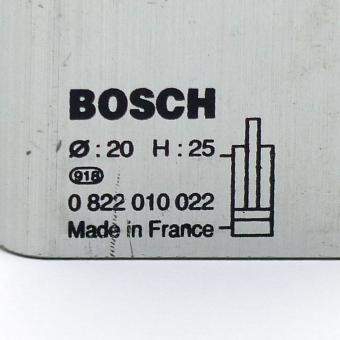 BOSCH
Ø : 20 H : 25
918
0 822 010 022
Made in France